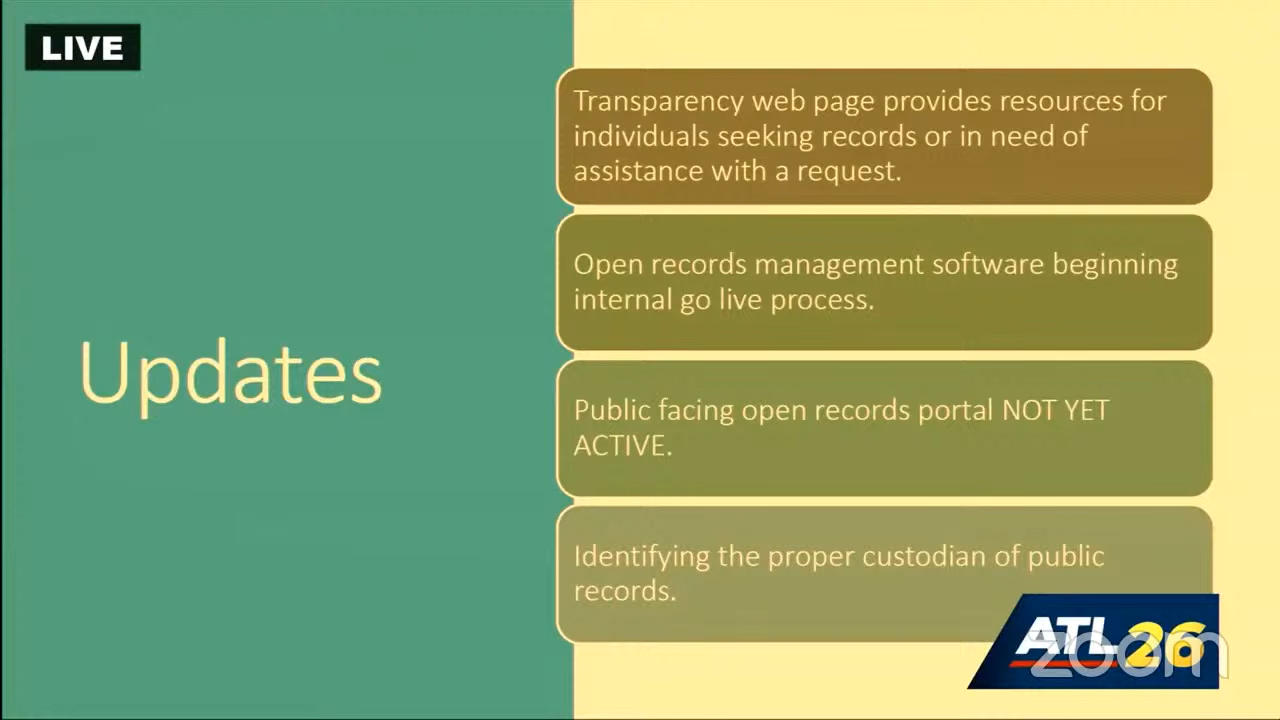 LIVE
Transparency web page provides resources for
individuals seeking records or in need of
assistance with a request.
Open records management software beginning
internal go live process.
Updates
Public facing open records portal NOT YET
ACTIVE.
Identifying the proper custodian of public
records.
ATL 26
zoom